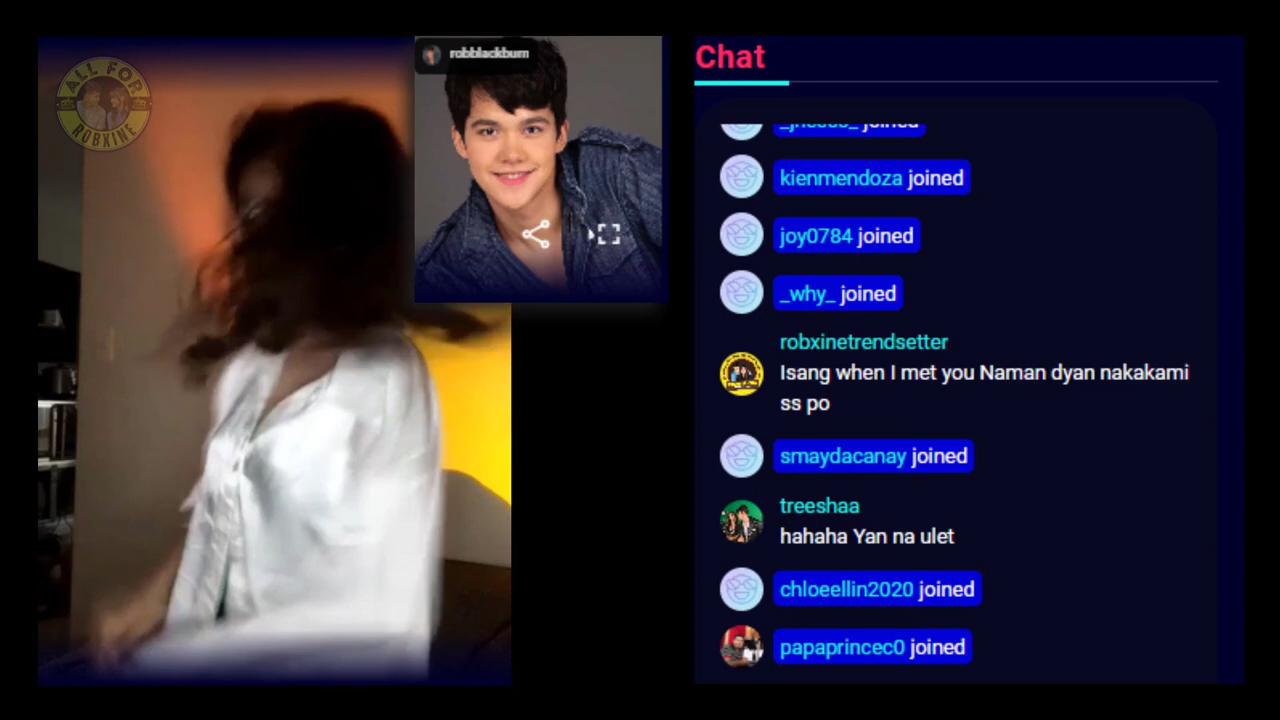 ALL FOR
ROBXINE
robblackburn
Chat
joined
kienmendoza joined
joy0784 joined
_why_ joined
robxinetrendsetter
Isang when I met you Naman dyan nakakami
ss po
smaydacanay joined
treeshaa
hahaha Yan na ulet
chloeellin2020 joined
papaprincec0 joined